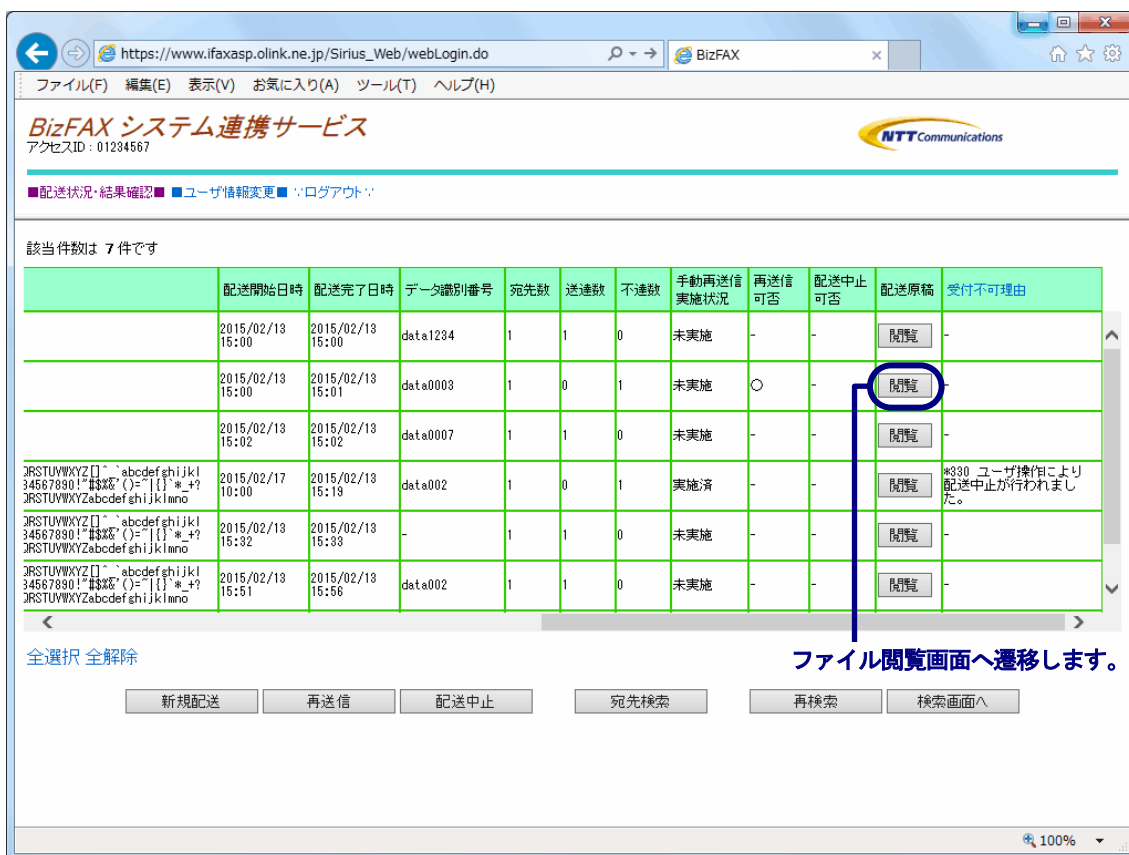 https://www.ifaxasp.olink.ne.jp/Sirius_Web/webLogin.do
BizFAX
ファイル(F) 編集(E) 表示(V) お気に入り(A) ツール(T) ヘルプ(H)
BizFAX システム連携サービス
アクセスID:01234567
NTT Communications
■配送状況・結果確認■ ■ユーザ情報変更■ ∵ログアウト∵
該当件数は 7 件です
配送開始日時 配送完了日時 データ識別番号 宛先数 送達数 不達数 手動再送信実施状況 再送信可否 配送中止可否 配送原稿 受付不可理由
2015/02/13 15:00 2015/02/13 15:00 data1234 1 1 0 未実施 - - 閲覧 -
2015/02/13 15:00 2015/02/13 15:01 data0003 1 0 1 未実施 ○ - 閲覧 -
2015/02/13 15:02 2015/02/13 15:02 data0007 1 1 0 未実施 - - 閲覧 -
QRSTUVWXYZ[]^_`abcdefghijkl
34567890!"#$%&'()=~|{}`*_+?
QRSTUVWXYZabcdefghijklmno
2015/02/17 10:00 2015/02/13 15:19 data002 1 0 1 実施済 - - 閲覧 *330 ユーザ操作により配送中止が行われました。
QRSTUVWXYZ[]^_`abcdefghijkl
34567890!"#$%&'()=~|{}`*_+?
QRSTUVWXYZabcdefghijklmno
2015/02/13 15:32 2015/02/13 15:33 - 1 1 0 未実施 - - 閲覧 -
QRSTUVWXYZ[]^_`abcdefghijkl
34567890!"#$%&'()=~|{}`*_+?
QRSTUVWXYZabcdefghijklmno
2015/02/13 15:51 2015/02/13 15:56 data002 1 1 0 未実施 - - 閲覧 -
全選択 全解除
ファイル閲覧画面へ遷移します。
新規配送 再送信 配送中止 宛先検索 再検索 検索画面へ
100%